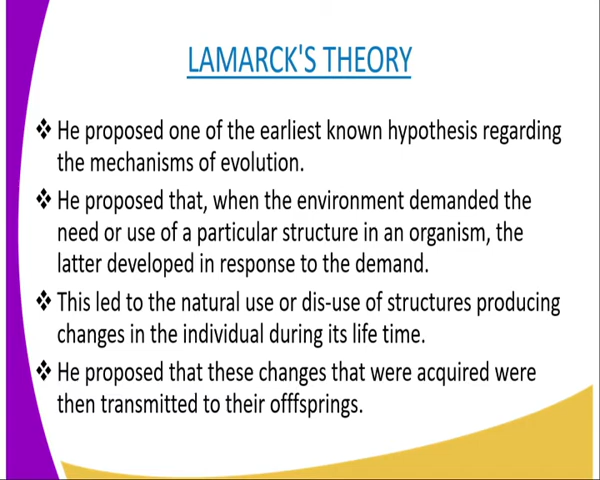 LAMARCK'S THEORY
❖ He proposed one of the earliest known hypothesis regarding
the mechanisms of evolution.
❖ He proposed that, when the environment demanded the
need or use of a particular structure in an organism, the
latter developed in response to the demand.
❖ This led to the natural use or dis-use of structures producing
changes in the individual during its life time.
❖ He proposed that these changes that were acquired were
then transmitted to their offfsprings.